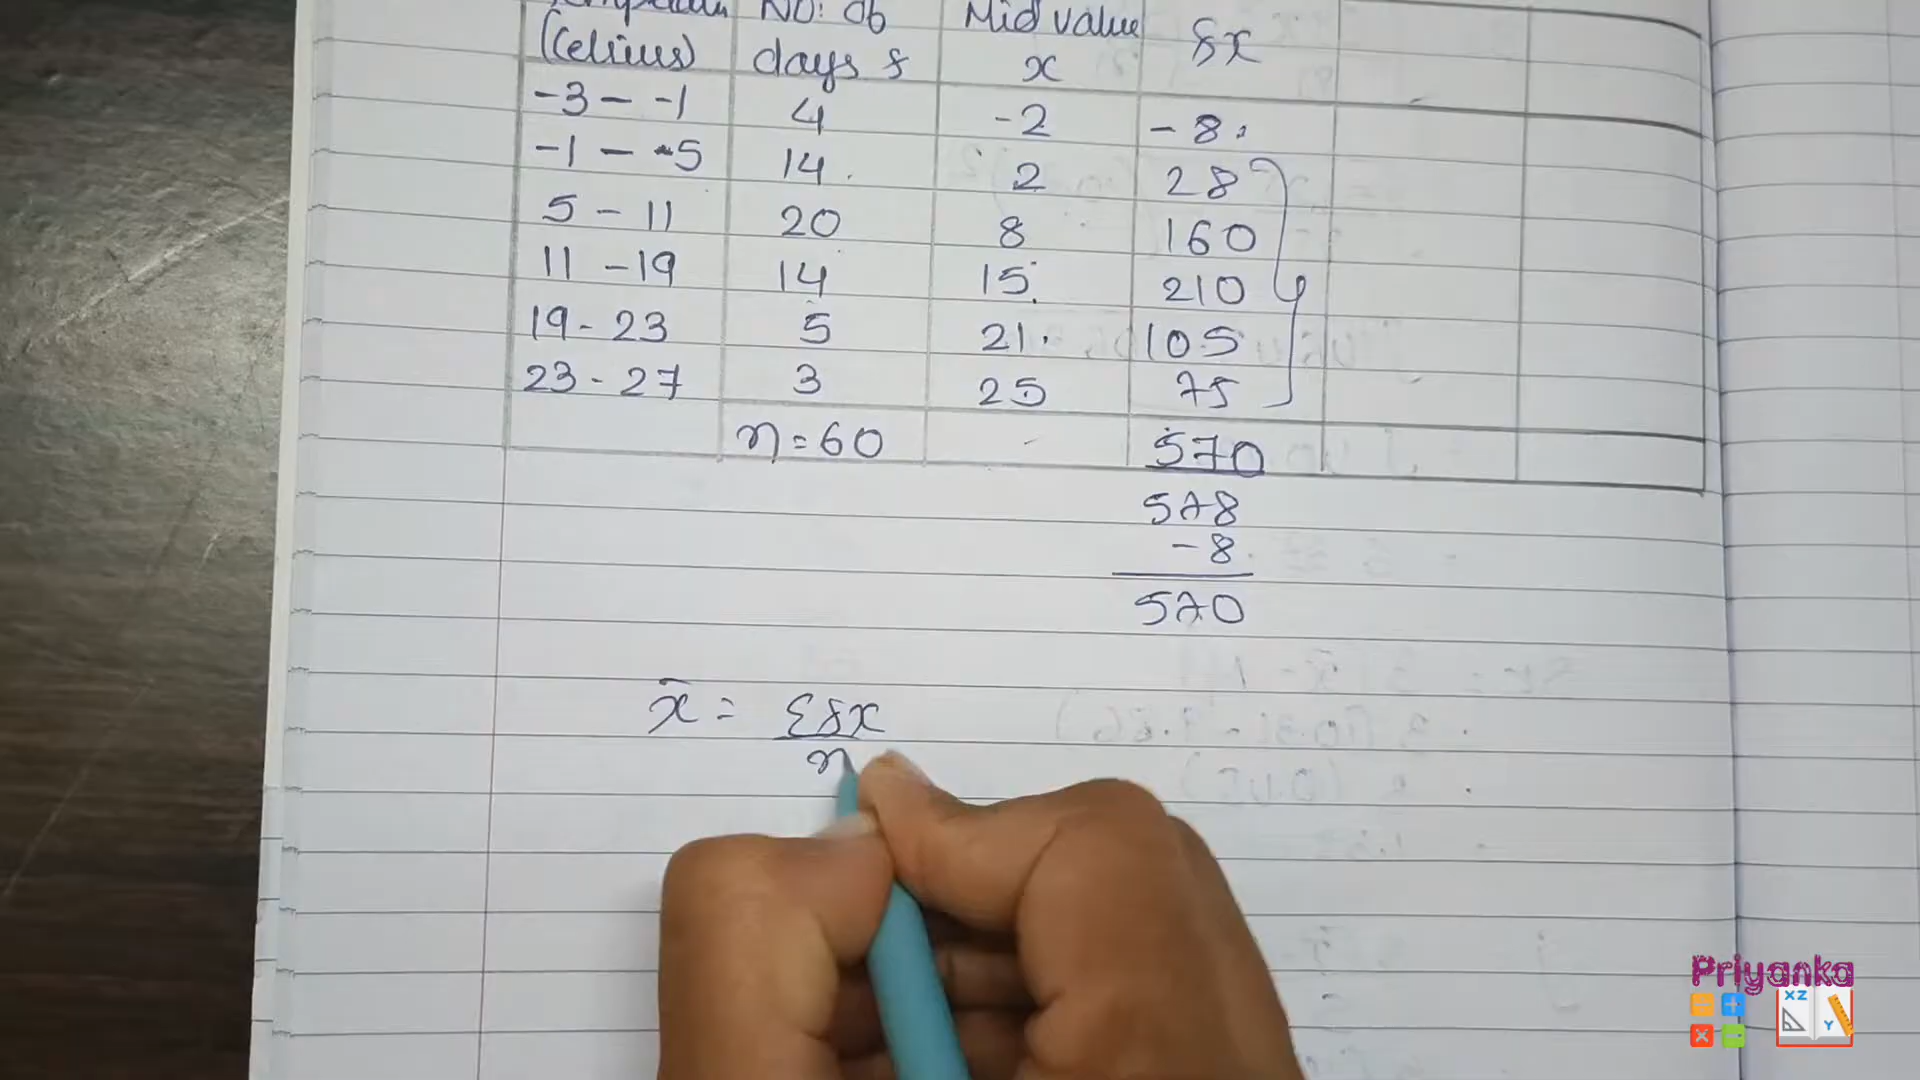 No: of Mid value
(Celsius) days f x fx
-3 - -1 4 -2 -8
-1 - -5 14 2 28
5 - 11 20 8 160
11 - 19 14 15 210
19 - 23 5 21 105
23 - 27 3 25 75
n = 60 - 570
578
- 8
570
x̄ = Σfx
n
Priyanka